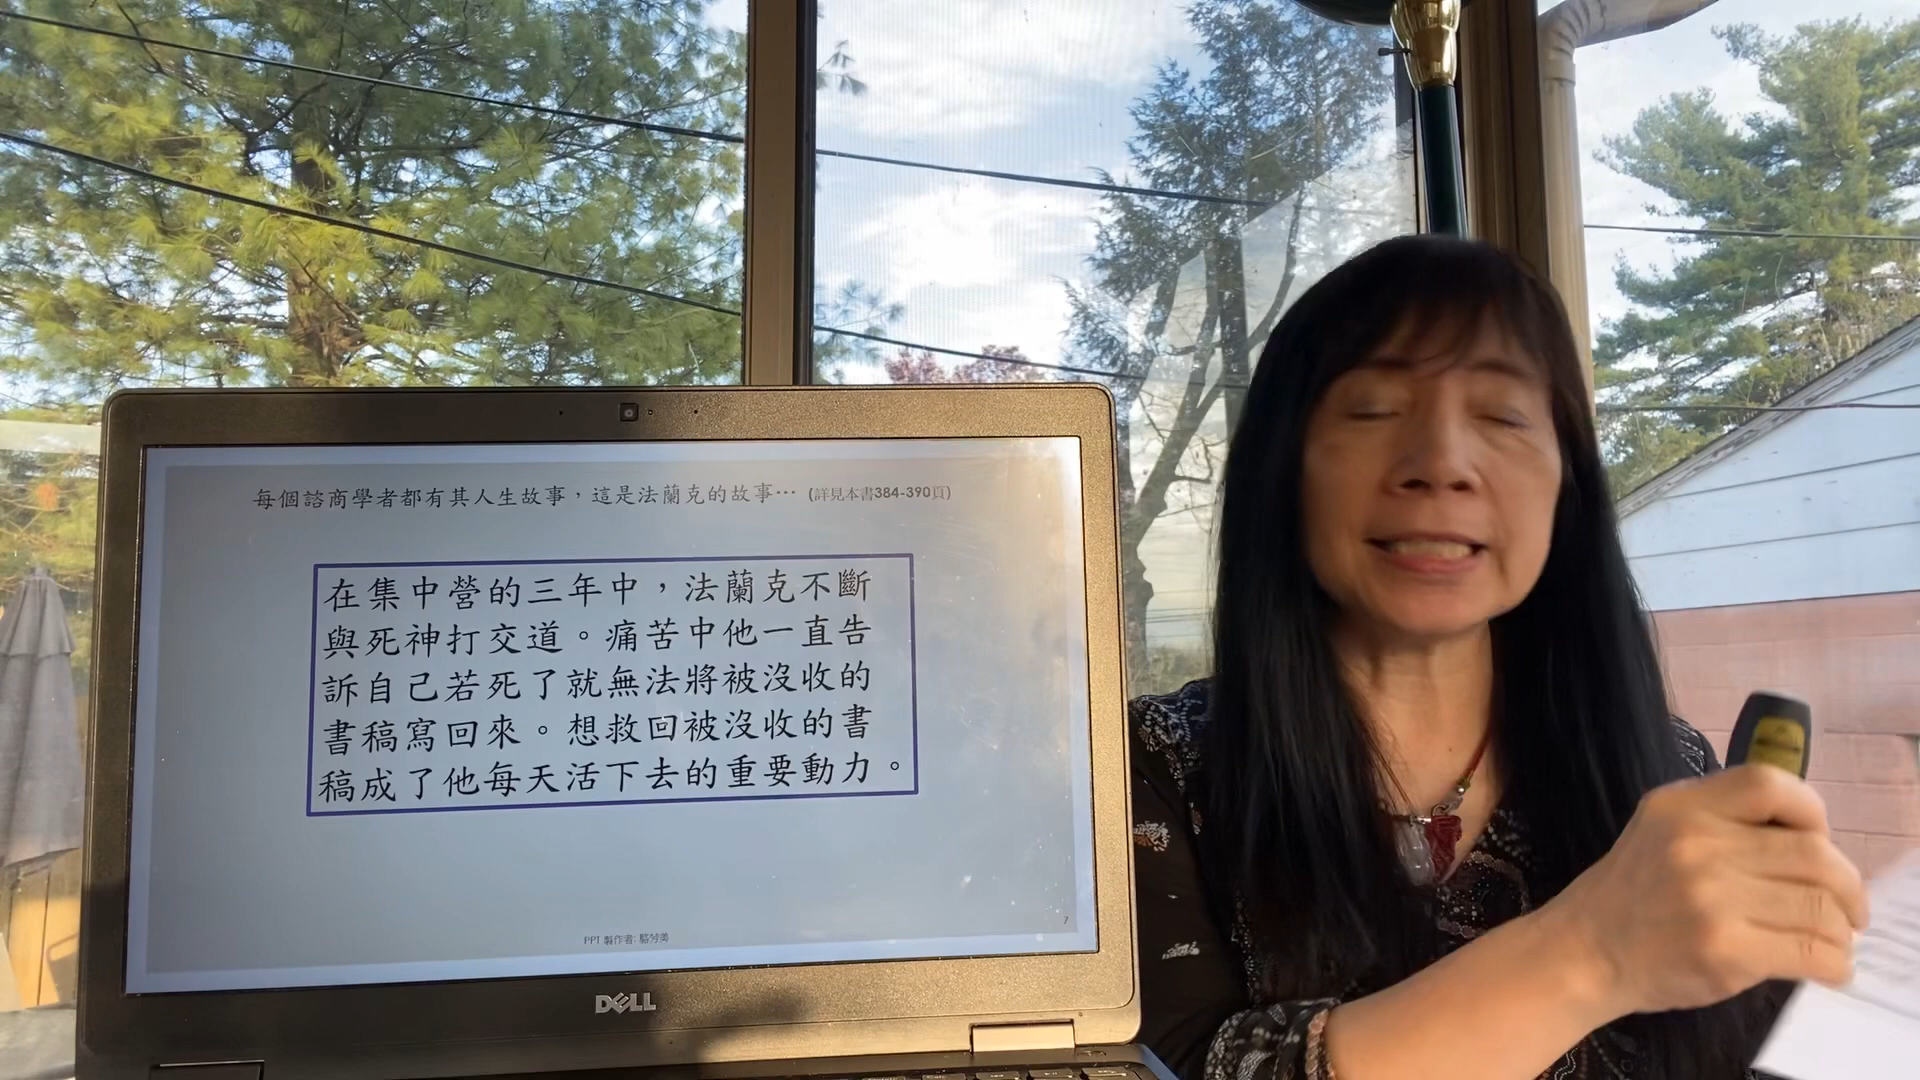 每個諮商學者都有其人生故事，這是法蘭克的故事… (詳見本書384-390頁)
在集中營的三年中，法蘭克不斷
與死神打交道。痛苦中他一直告
訴自己若死了就無法將被沒收的
書稿寫回來。想救回被沒收的書
稿成了他每天活下去的重要動力。
7
PPT 製作者: 駱芬美
DELL